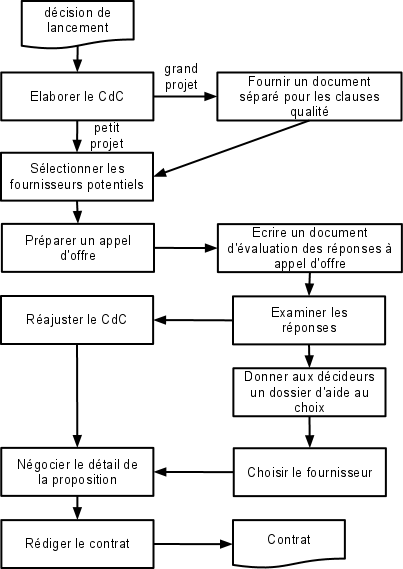 décision de
lancement
Elaborer le CdC
grand
projet
Fournir un document
séparé pour les clauses
qualité
petit
projet
Sélectionner les
fournisseurs potentiels
Préparer un appel
d'offre
Ecrire un document
d'évaluation des réponses à
appel d'offre
Réajuster le CdC
Examiner les
réponses
Donner aux décideurs
un dossier d'aide au
choix
Négocier le détail de
la proposition
Choisir le fournisseur
Rédiger le contrat
Contrat